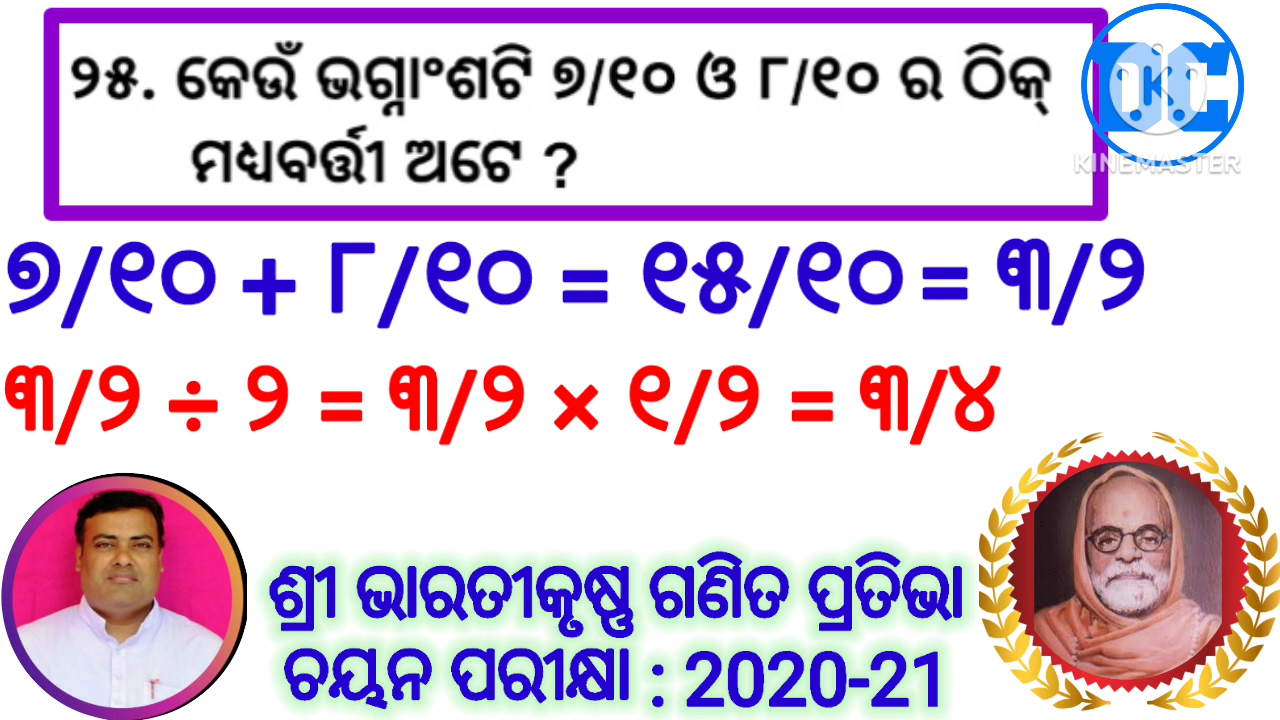 ୨୫. କେଉଁ ଭଗ୍ନାଂଶଟି ୭/୧୦ ଓ ୮/୧୦ ର ଠିକ୍
ମଧ୍ୟବର୍ତ୍ତୀ ଅଟେ ?
KINEMASTER
୭/୧୦ + ୮/୧୦ = ୧୫/୧୦ = ୩/୨
୩/୨ ÷ ୨ = ୩/୨ × ୧/୨ = ୩/୪
ଶ୍ରୀ ଭାରତୀକୃଷ୍ଣ ଗଣିତ ପ୍ରତିଭା
ଚୟନ ପରୀକ୍ଷା : 2020-21